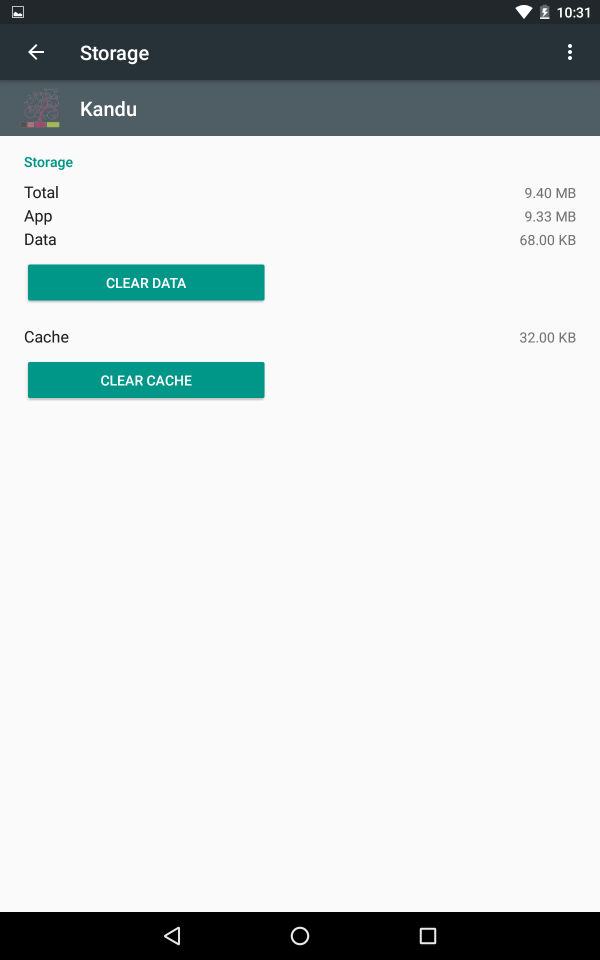 10:31
Storage
Kandu
Storage
Total 9.40 MB
App 9.33 MB
Data 68.00 KB
CLEAR DATA
Cache 32.00 KB
CLEAR CACHE